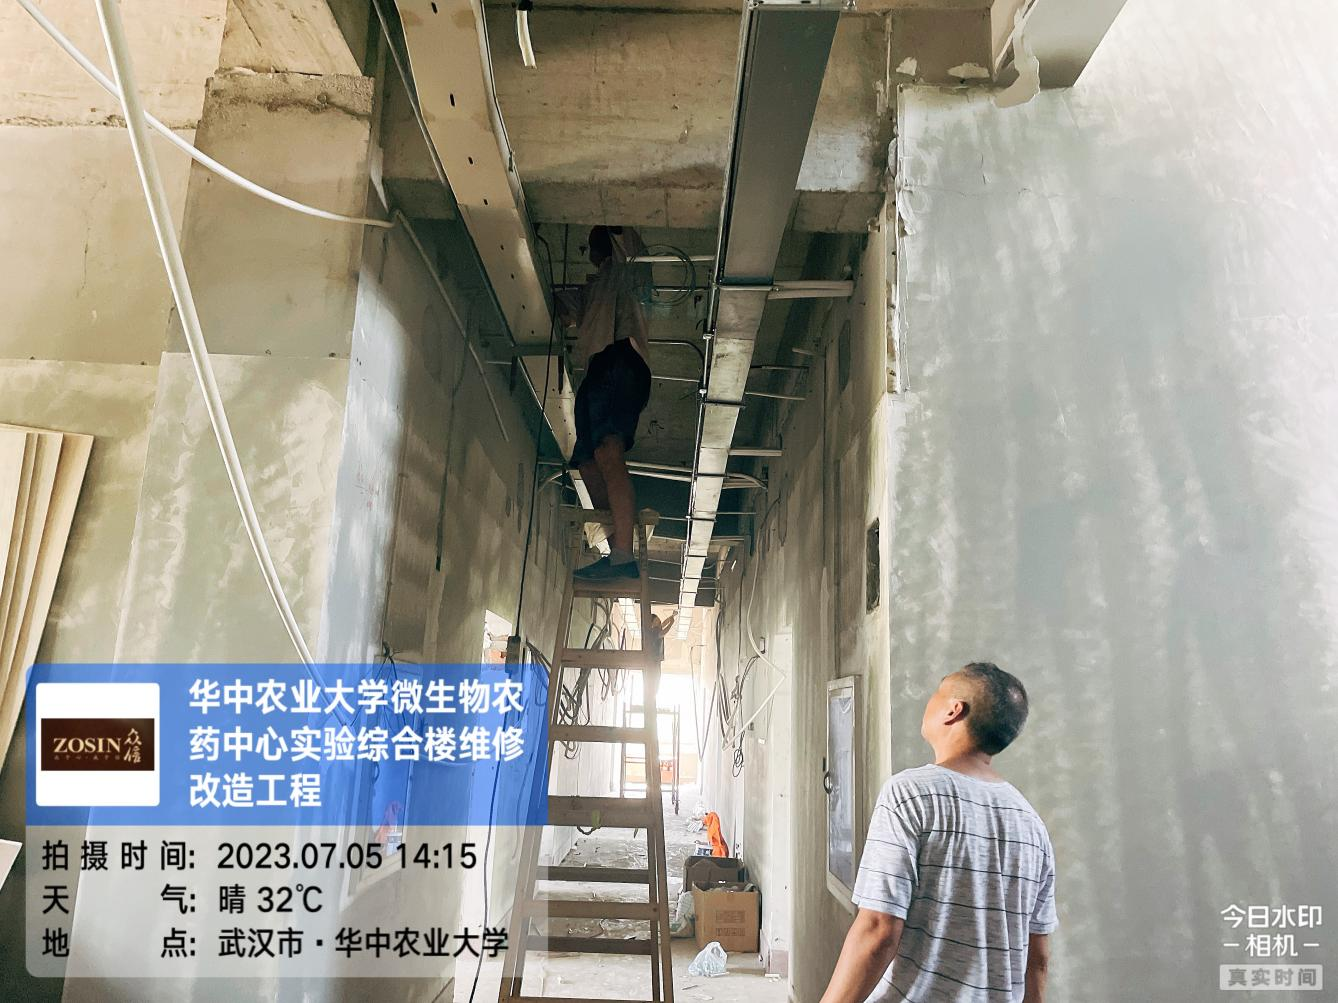 华中农业大学微生物农
药中心实验综合楼维修
改造工程
ZOSIN 众信
拍摄时间: 2023.07.05 14:15
天气: 晴 32℃
地点: 武汉市·华中农业大学
今日水印
-相机-
真实时间